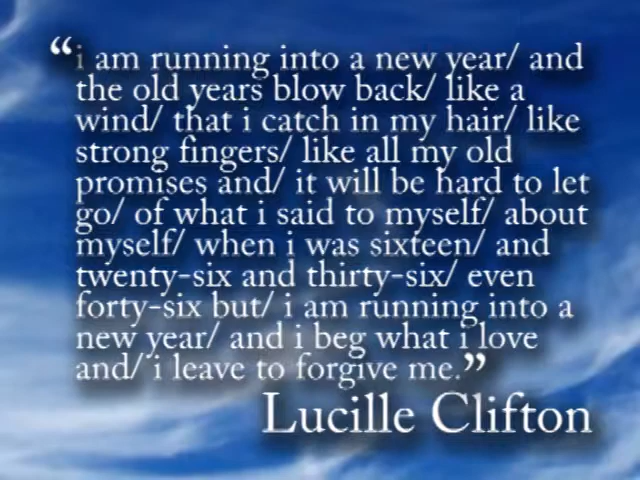 “i am running into a new year/ and
the old years blow back/ like a
wind/ that i catch in my hair/ like
strong fingers/ like all my old
promises and/ it will be hard to let
go/ of what i said to myself/ about
myself/ when i was sixteen/ and
twenty-six and thirty-six/ even
forty-six but/ i am running into a
new year/ and i beg what i love
and/ i leave to forgive me.”
Lucille Clifton